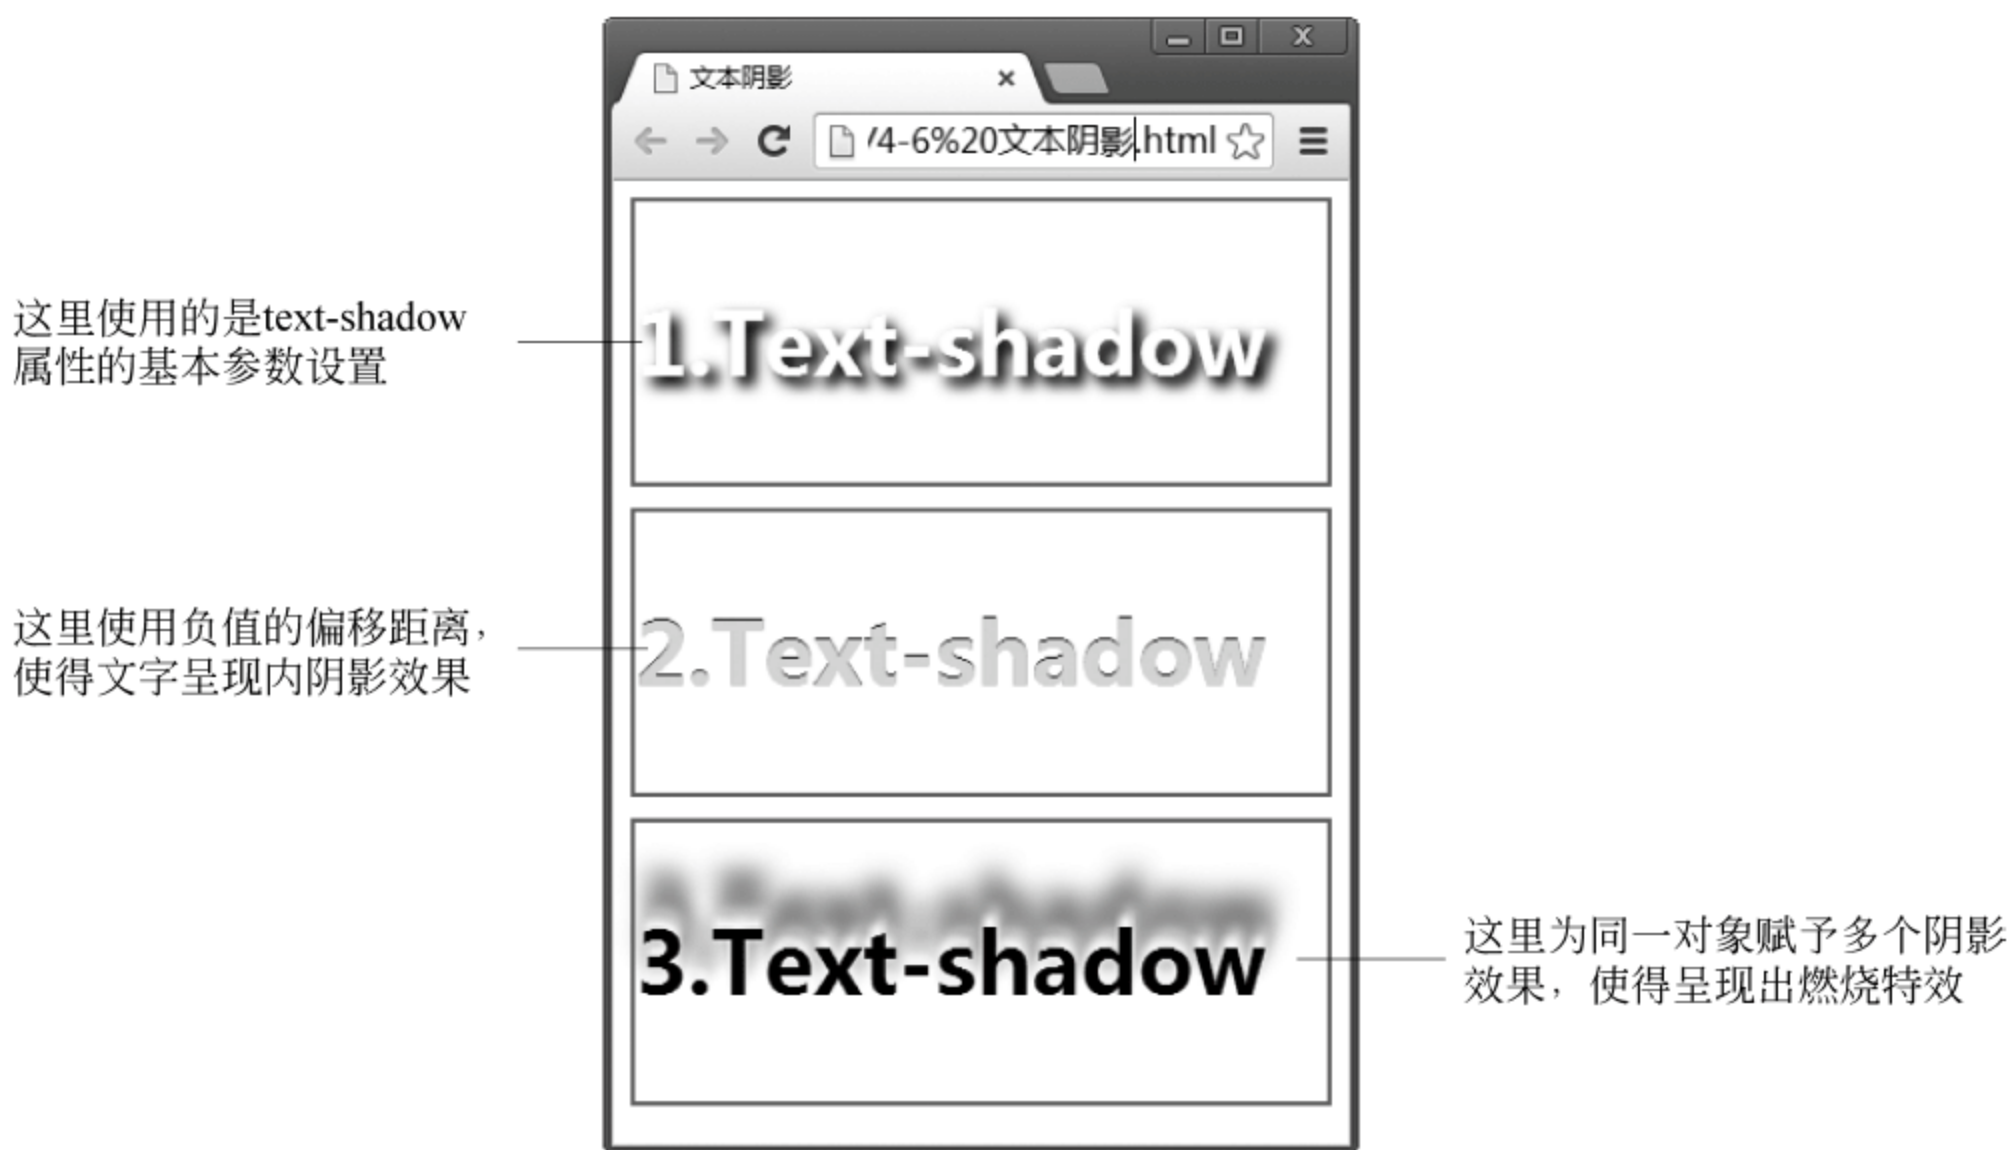 文本阴影
/4-6%20文本阴影.html
这里使用的是text-shadow
属性的基本参数设置
1.Text-shadow
这里使用负值的偏移距离，
使得文字呈现内阴影效果
2.Text-shadow
3.Text-shadow
这里为同一对象赋予多个阴影
效果，使得呈现出燃烧特效